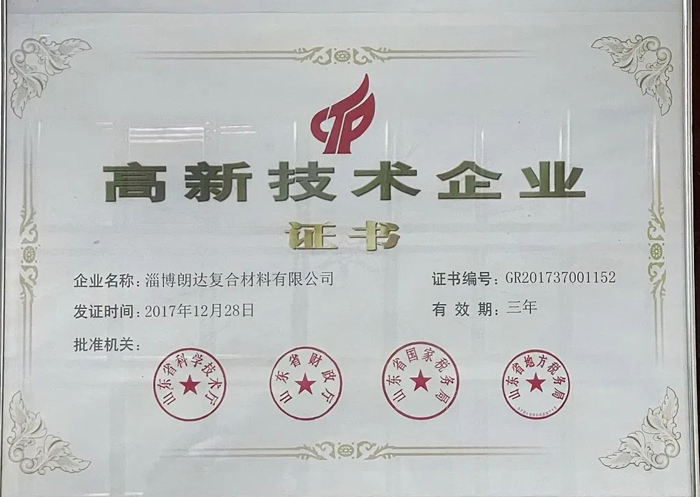 高新技术企业
证书
企业名称：淄博朗达复合材料有限公司
证书编号：GR201737001152
发证时间：2017年12月28日
有效期：三年
批准机关：
山东省科学技术厅
山东省财政厅
山东省国家税务局
山东省地方税务局